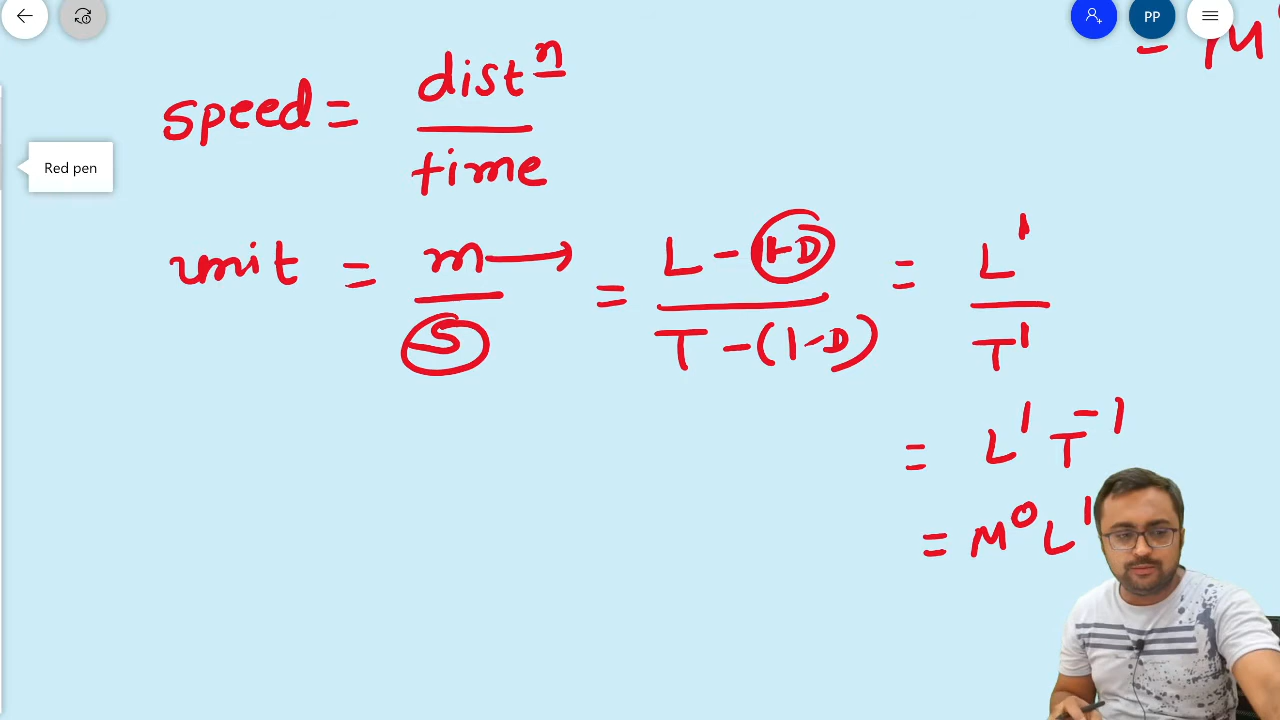 PP
= M
speed = distⁿ / time
Red pen
unit = m → / s = L - 1-D / T - (1-D) = L¹ / T¹
= L¹ T⁻¹
= M⁰ L¹